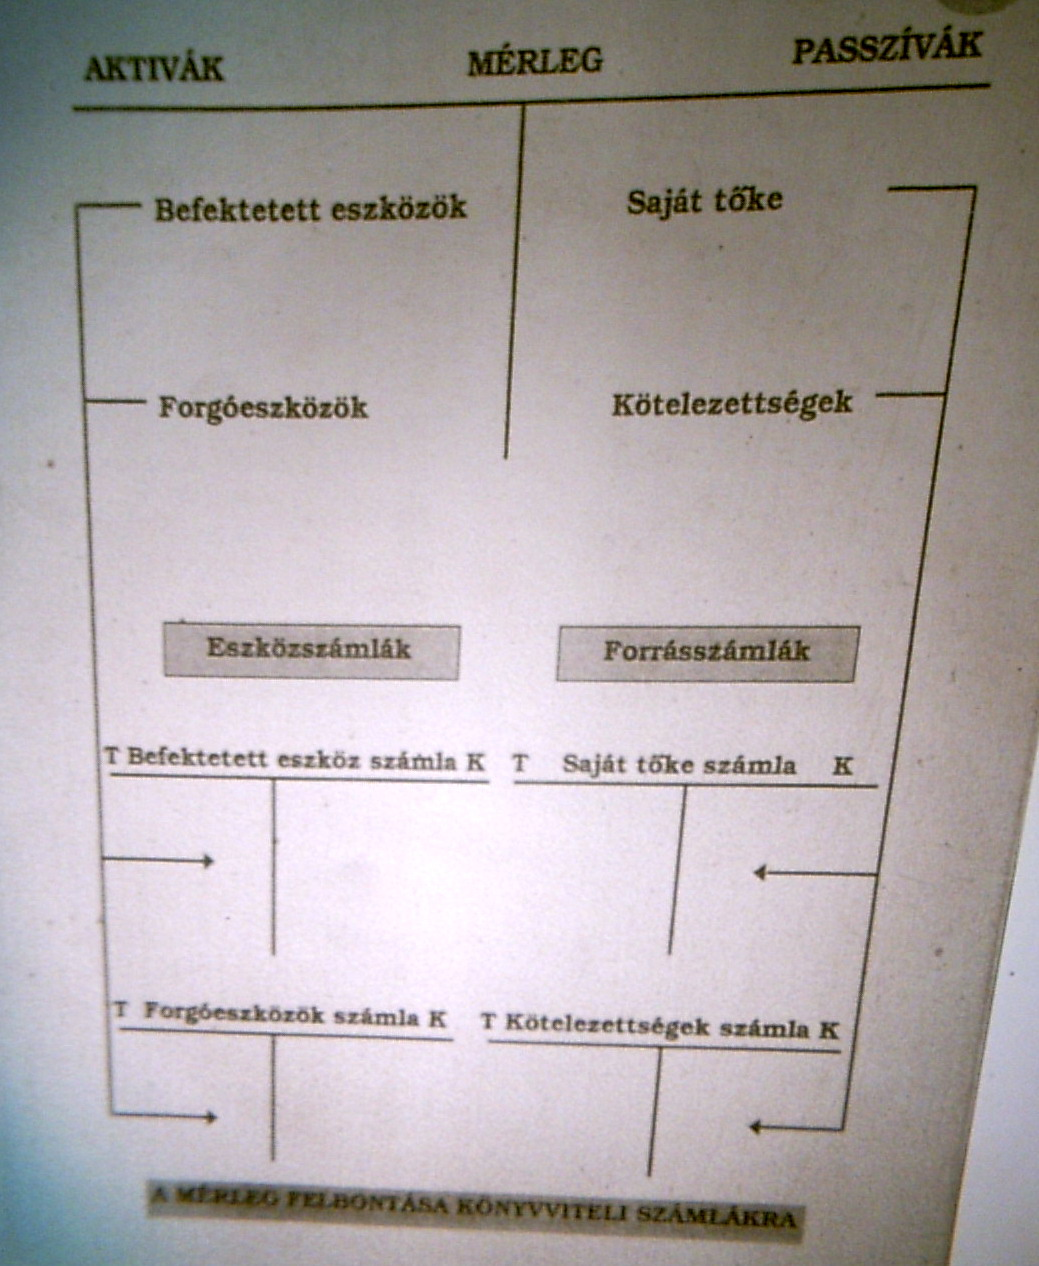 AKTIVÁK MÉRLEG PASSZÍVÁK
Befektetett eszközök Saját tőke
Forgóeszközök Kötelezettségek
Eszközszámlák Forrásszámlák
T Befektetett eszköz számla K T Saját tőke számla K
T Forgóeszközök számla K T Kötelezettségek számla K
A MÉRLEG FELBONTÁSA KÖNYVVITELI SZÁMLÁKRA